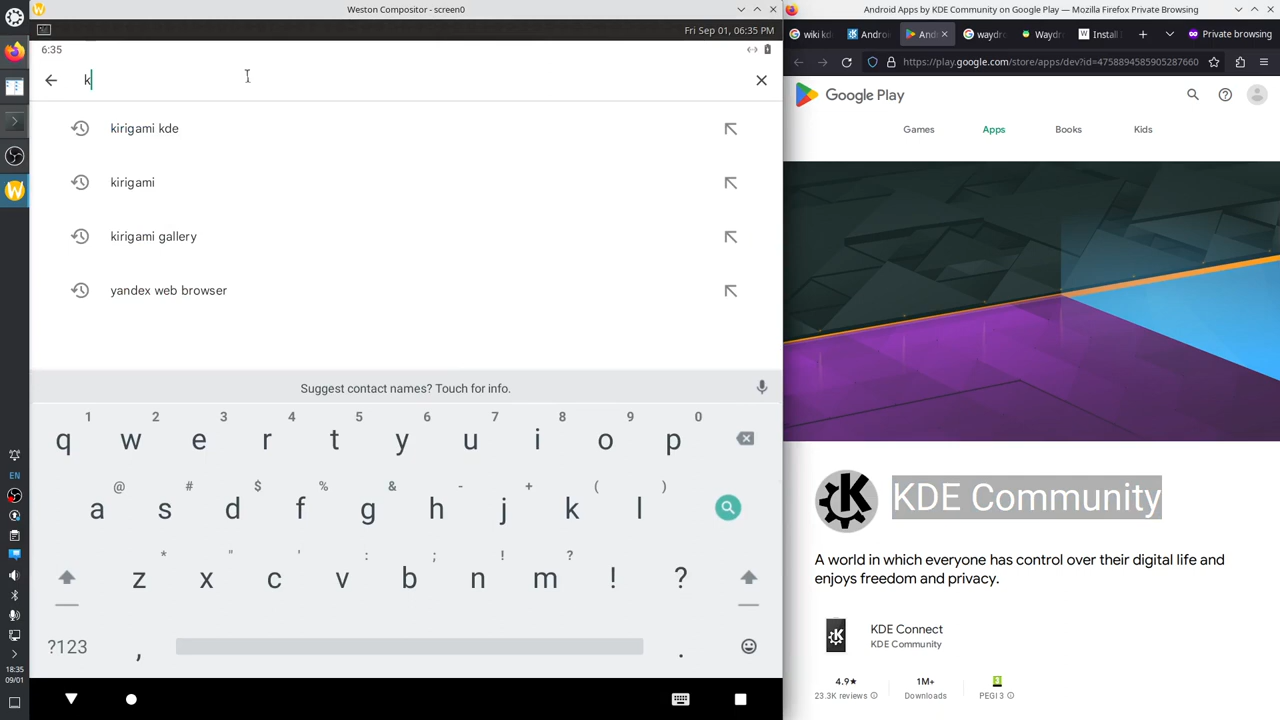 Weston Compositor - screen0
Fri Sep 01, 06:35 PM
6:35
k
kirigami kde
kirigami
kirigami gallery
yandex web browser
Suggest contact names? Touch for info.
1 2 3 4 5 6 7 8 9 0
q w e r t y u i o p
@ # $ % & - + ( )
a s d f g h j k l
* " ' : ; ! ?
z x c v b n m ! ?
?123 , .
EN
18:35
09/01
Android Apps by KDE Community on Google Play — Mozilla Firefox Private Browsing
wiki kd
Androi
And
waydr
Waydr
Install
Private browsing
https://play.google.com/store/apps/dev?id=4758894585905287660
Google Play
Games Apps Books Kids
KDE Community
A world in which everyone has control over their digital life and
enjoys freedom and privacy.
KDE Connect
KDE Community
4.9★ 1M+ 3
23.3K reviews Downloads PEGI 3